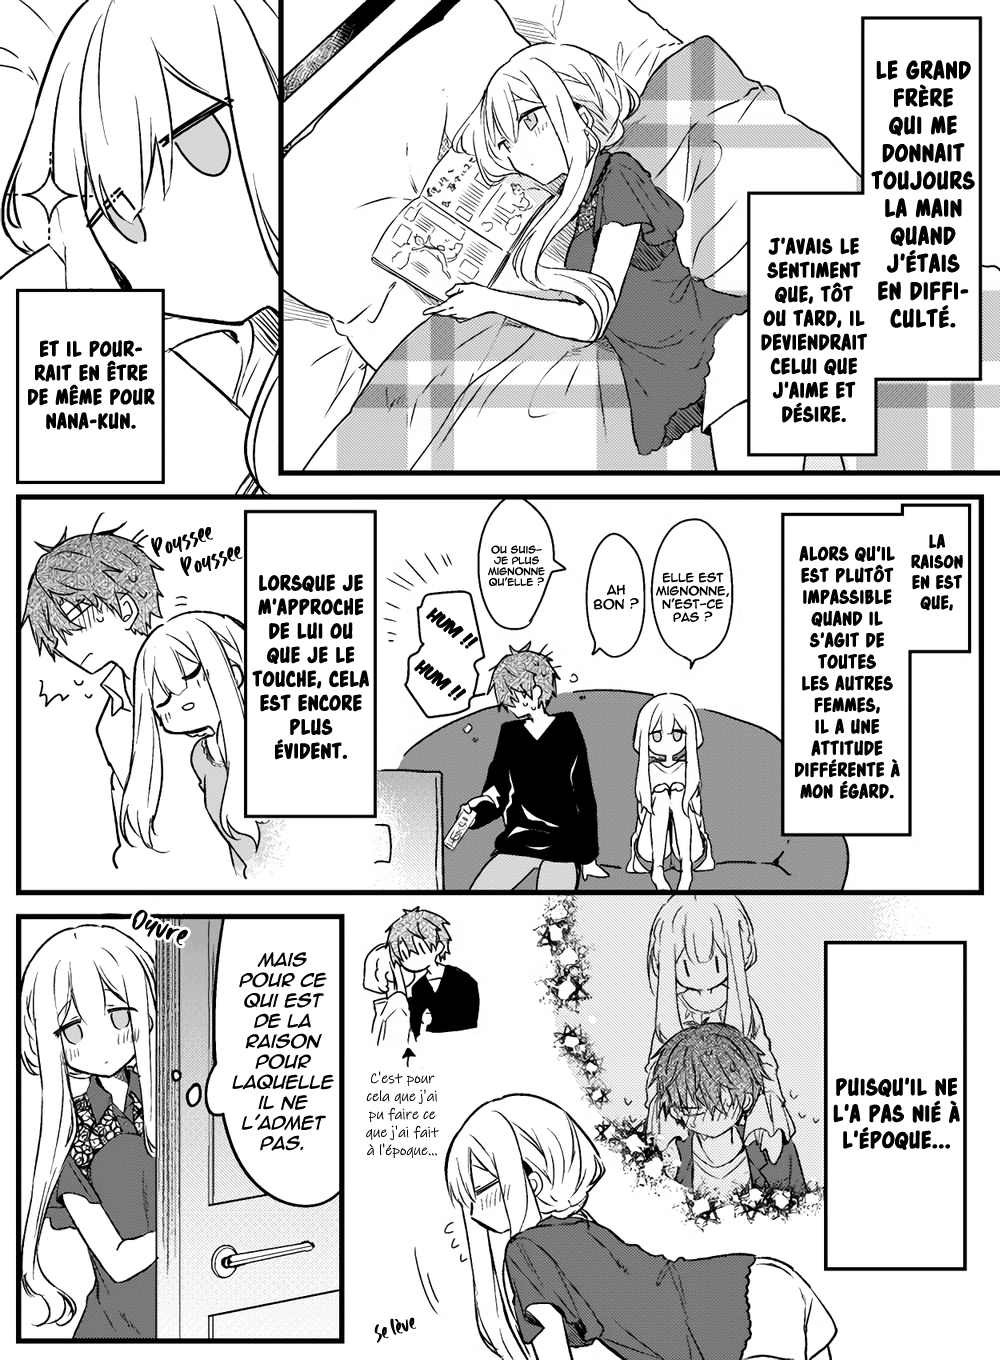 LE GRAND
FRÈRE
QUI ME
DONNAIT
TOUJOURS
LA MAIN
QUAND
J'ÉTAIS
EN DIFFI-
CULTÉ.
J'AVAIS LE
SENTIMENT
QUE, TÔT
OU TARD, IL
DEVIENDRAIT
CELUI QUE
J'AIME ET
DÉSIRE.
ET IL POUR-
RAIT EN ÊTRE
DE MÊME POUR
NANA-KUN.
LA
RAISON
EN EST
QUE,
ALORS QU'IL
EST PLUTÔT
IMPASSIBLE
QUAND IL
S'AGIT DE
TOUTES
LES AUTRES
FEMMES,
IL A UNE
ATTITUDE
DIFFÉRENTE À
MON ÉGARD.
ELLE EST
MIGNONNE,
N'EST-CE
PAS ?
AH
BON ?
OU SUIS-
JE PLUS
MIGNONNE
QU'ELLE ?
HUM !!
HUM !!
LORSQUE JE
M'APPROCHE
DE LUI OU
QUE JE LE
TOUCHE, CELA
EST ENCORE
PLUS
ÉVIDENT.
Poussee
Poussee
PUISQU'IL NE
L'A PAS NIÉ À
L'ÉPOQUE...
C'est pour
cela que j'ai
pu faire ce
que j'ai fait
à l'époque...
Se lève
Ouvre
MAIS
POUR CE
QUI EST
DE LA
RAISON
POUR
LAQUELLE
IL NE
L'ADMET
PAS.